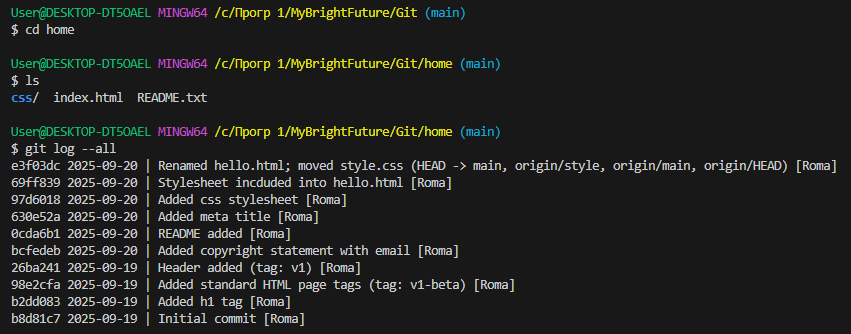 User@DESKTOP-DT5OAEL MINGW64 /c/Прогр 1/MyBrightFuture/Git (main)
$ cd home
User@DESKTOP-DT5OAEL MINGW64 /c/Прогр 1/MyBrightFuture/Git/home (main)
$ ls
css/  index.html  README.txt
User@DESKTOP-DT5OAEL MINGW64 /c/Прогр 1/MyBrightFuture/Git/home (main)
$ git log --all
e3f03dc 2025-09-20 | Renamed hello.html; moved style.css (HEAD -> main, origin/style, origin/main, origin/HEAD) [Roma]
69ff839 2025-09-20 | Stylesheet incduded into hello.html [Roma]
97d6018 2025-09-20 | Added css stylesheet [Roma]
630e52a 2025-09-20 | Added meta title [Roma]
0cda6b1 2025-09-20 | README added [Roma]
bcfedeb 2025-09-20 | Added copyright statement with email [Roma]
26ba241 2025-09-19 | Header added (tag: v1) [Roma]
98e2cfa 2025-09-19 | Added standard HTML page tags (tag: v1-beta) [Roma]
b2dd083 2025-09-19 | Added h1 tag [Roma]
b8d81c7 2025-09-19 | Initial commit [Roma]